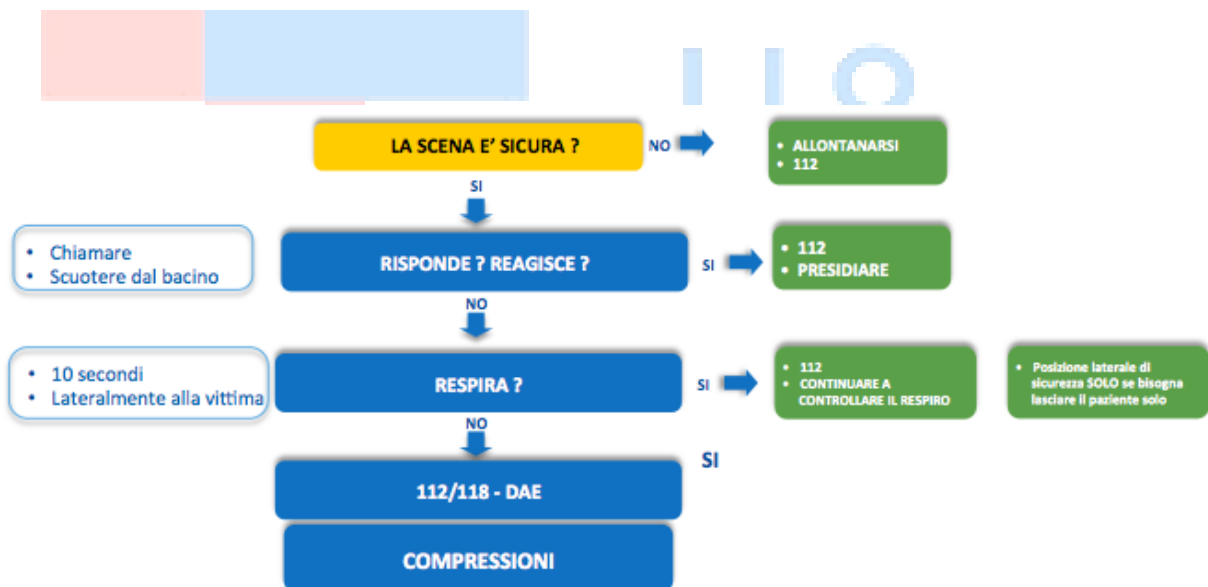 LA SCENA E' SICURA ?
NO
• ALLONTANARSI
• 112
SI
• Chiamare
• Scuotere dal bacino
RISPONDE ? REAGISCE ?
SI
• 112
• PRESIDIARE
NO
• 10 secondi
• Lateralmente alla vittima
RESPIRA ?
SI
• 112
• CONTINUARE A
CONTROLLARE IL RESPIRO
• Posizione laterale di
sicurezza SOLO se bisogna
lasciare il paziente solo
NO
SI
112/118 - DAE
COMPRESSIONI